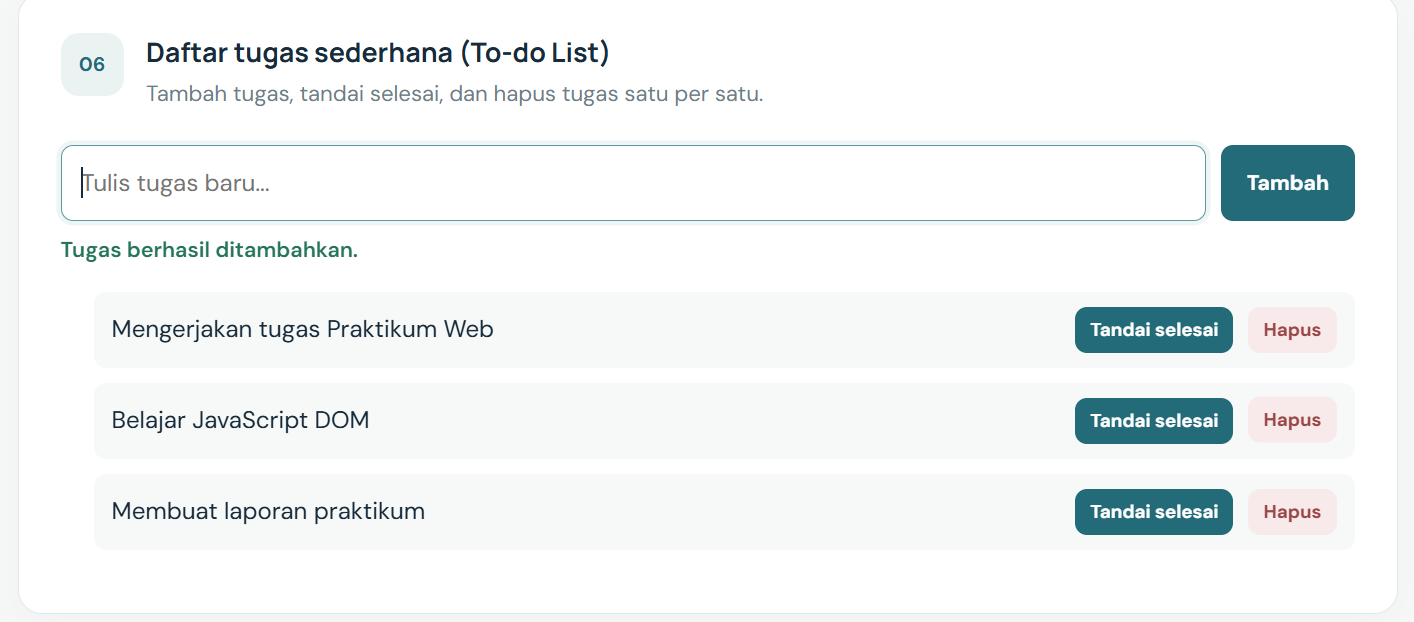 06
Daftar tugas sederhana (To-do List)
Tambah tugas, tandai selesai, dan hapus tugas satu per satu.
Tulis tugas baru...
Tambah
Tugas berhasil ditambahkan.
Mengerjakan tugas Praktikum Web
Tandai selesai
Hapus
Belajar JavaScript DOM
Tandai selesai
Hapus
Membuat laporan praktikum
Tandai selesai
Hapus